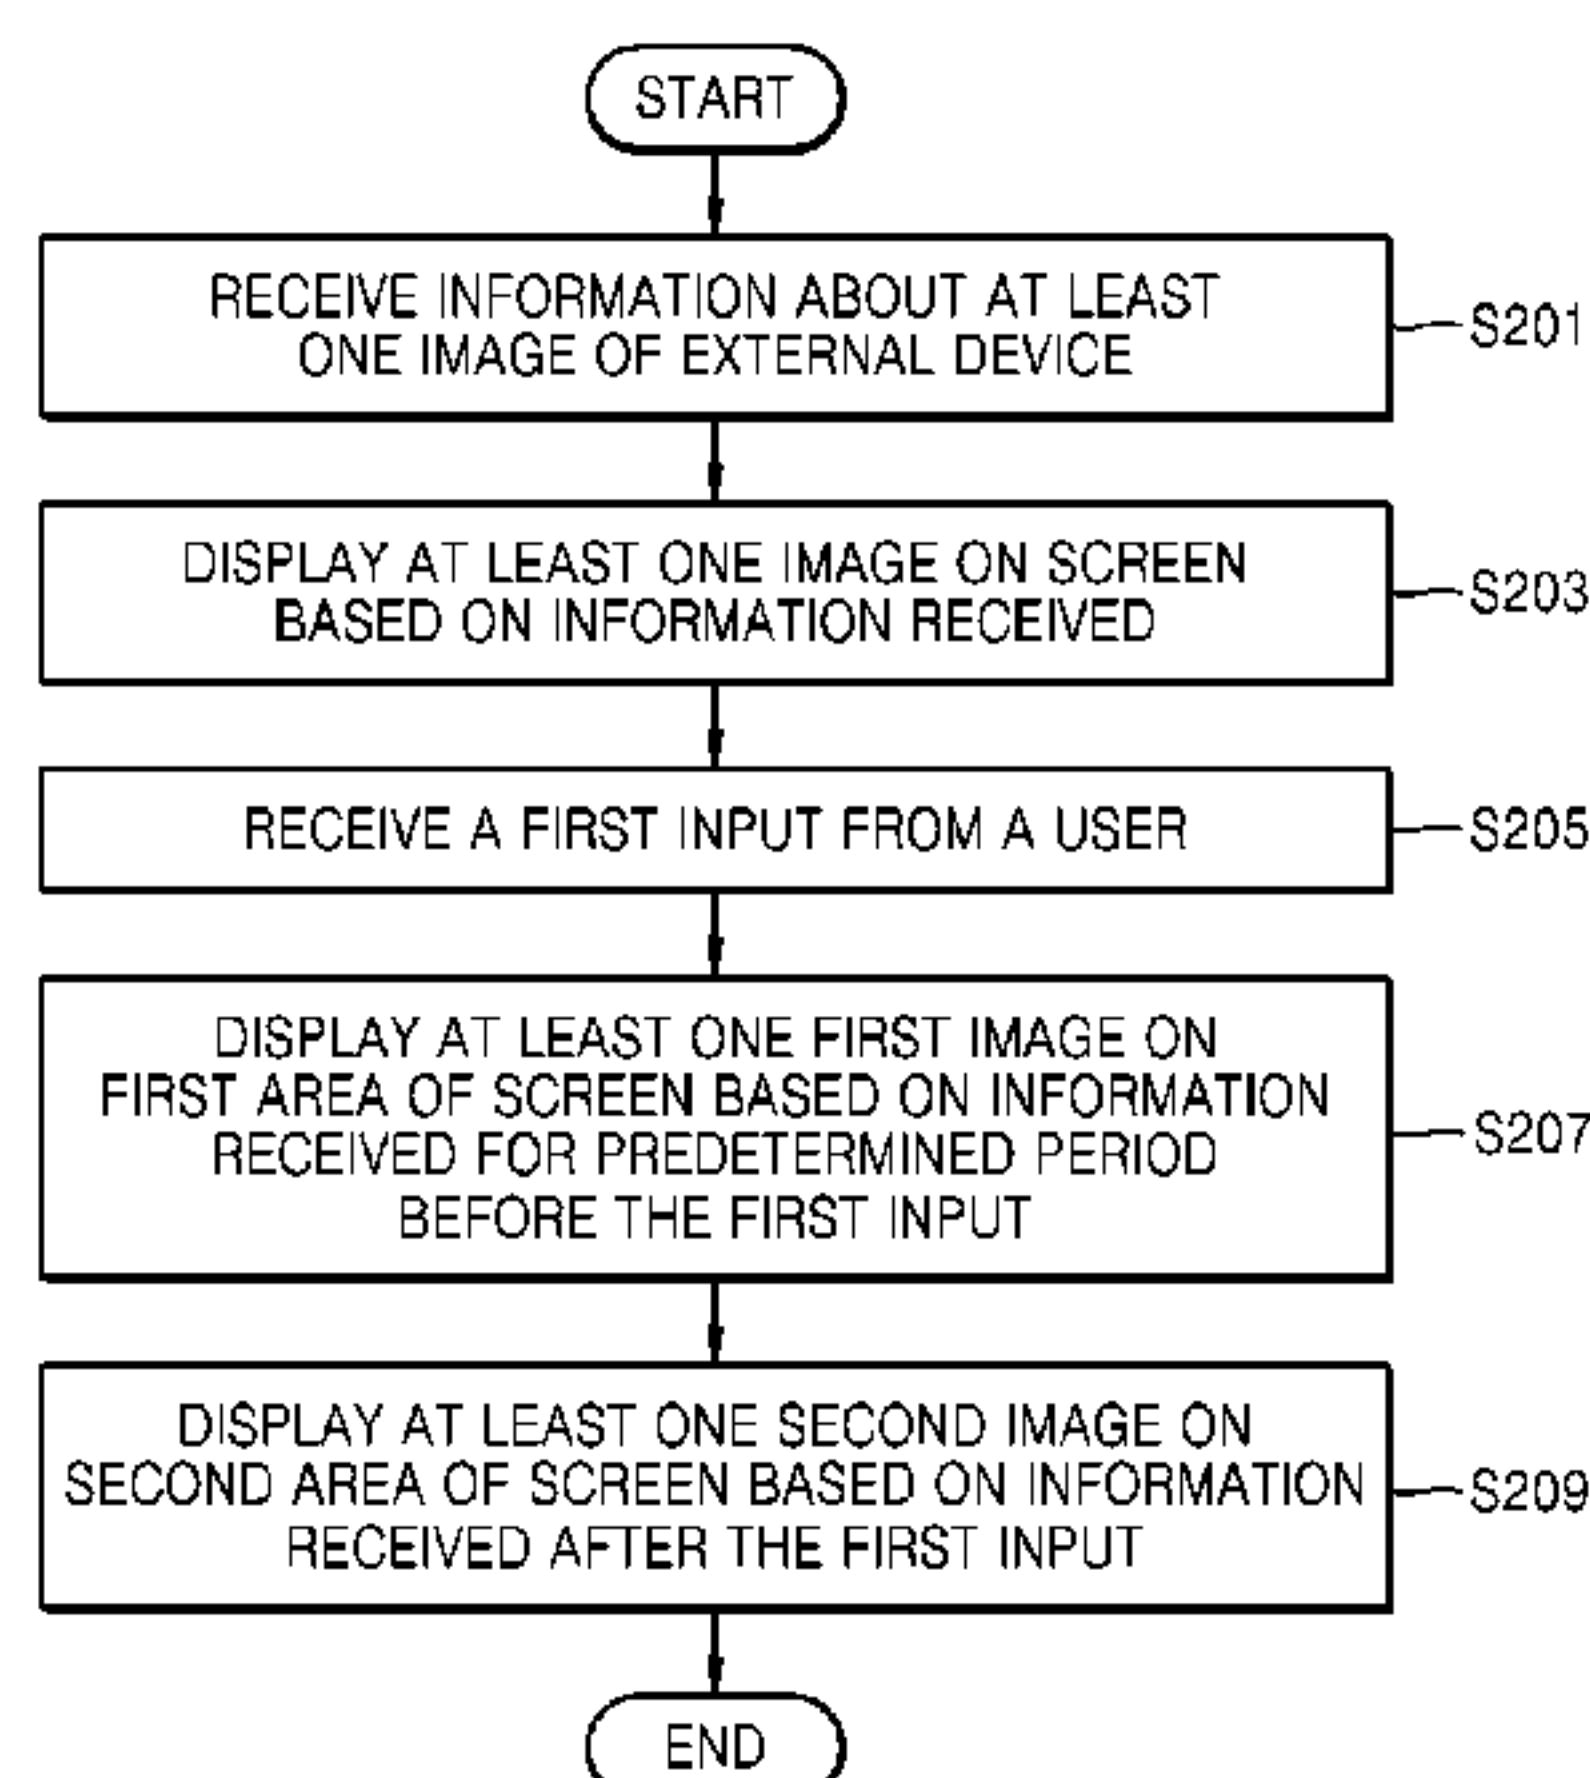 START
RECEIVE INFORMATION ABOUT AT LEAST
ONE IMAGE OF EXTERNAL DEVICE
S201
DISPLAY AT LEAST ONE IMAGE ON SCREEN
BASED ON INFORMATION RECEIVED
S203
RECEIVE A FIRST INPUT FROM A USER
S205
DISPLAY AT LEAST ONE FIRST IMAGE ON
FIRST AREA OF SCREEN BASED ON INFORMATION
RECEIVED FOR PREDETERMINED PERIOD
BEFORE THE FIRST INPUT
S207
DISPLAY AT LEAST ONE SECOND IMAGE ON
SECOND AREA OF SCREEN BASED ON INFORMATION
RECEIVED AFTER THE FIRST INPUT
S209
END